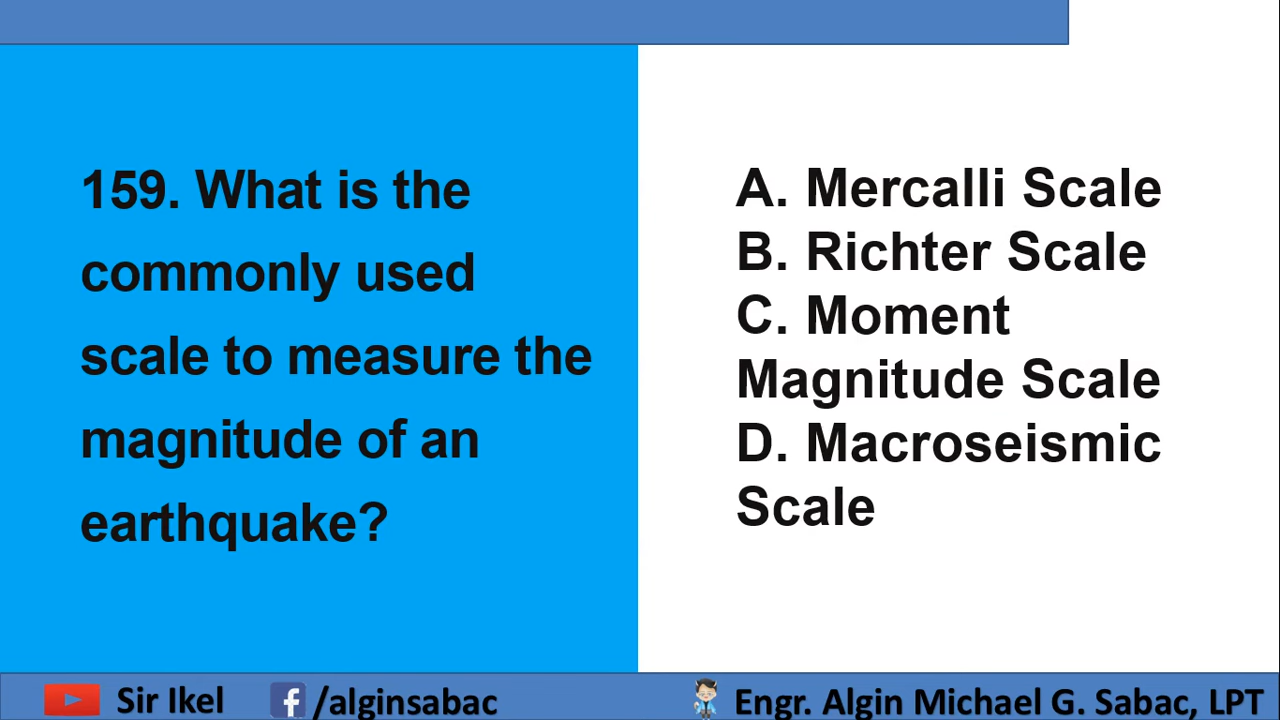 159. What is the
commonly used
scale to measure the
magnitude of an
earthquake?
A. Mercalli Scale
B. Richter Scale
C. Moment
Magnitude Scale
D. Macroseismic
Scale
Sir Ikel
/alginsabac
Engr. Algin Michael G. Sabac, LPT